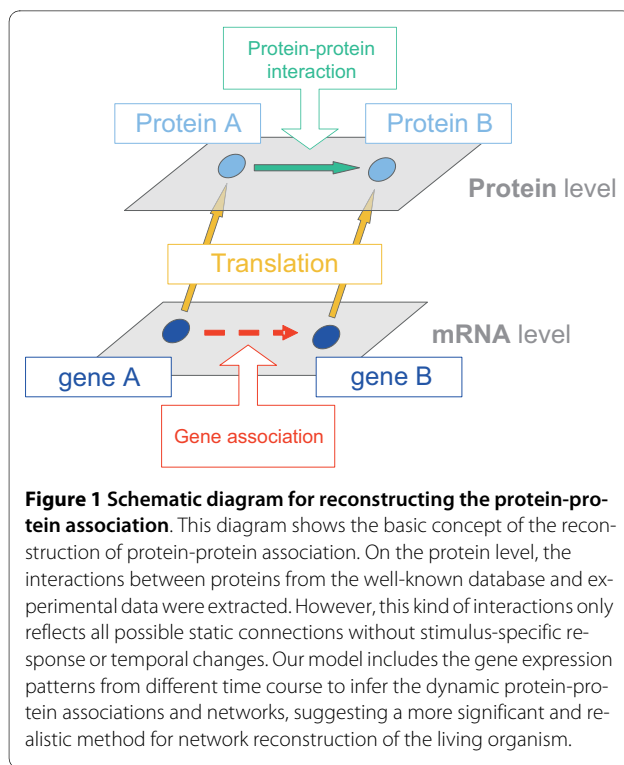 Protein-protein
interaction
Protein A
Protein B
Protein level
Translation
mRNA level
gene A
gene B
Gene association
Figure 1 Schematic diagram for reconstructing the protein-pro-
tein association. This diagram shows the basic concept of the recon-
struction of protein-protein association. On the protein level, the
interactions between proteins from the well-known database and ex-
perimental data were extracted. However, this kind of interactions only
reflects all possible static connections without stimulus-specific re-
sponse or temporal changes. Our model includes the gene expression
patterns from different time course to infer the dynamic protein-pro-
tein associations and networks, suggesting a more significant and re-
alistic method for network reconstruction of the living organism.